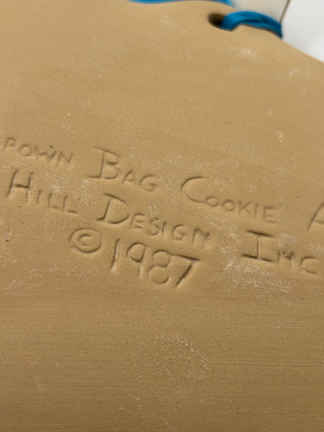 ROWN BAG COOKIE A
HILL DESIGN INC
©1987